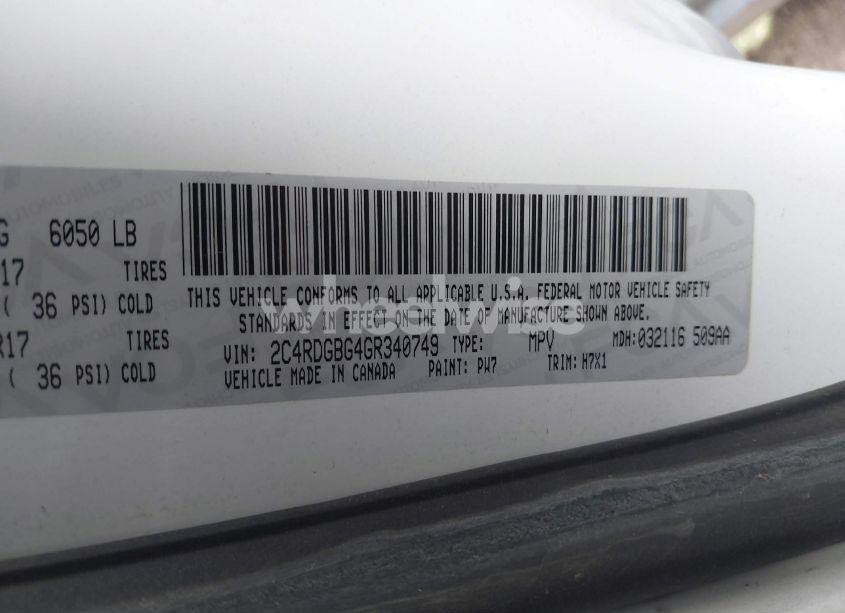 G 6050 LB
17 TIRES
( 36 PSI) COLD
R17 TIRES
( 36 PSI) COLD
THIS VEHICLE CONFORMS TO ALL APPLICABLE U.S.A. FEDERAL MOTOR VEHICLE SAFETY
STANDARDS IN EFFECT ON THE DATE OF MANUFACTURE SHOWN ABOVE.
VIN: 2C4RDGBG4GR340749 TYPE: MPV MDH:032116 509AA
VEHICLE MADE IN CANADA PAINT: PW7 TRIM: H7X1
wheelwise